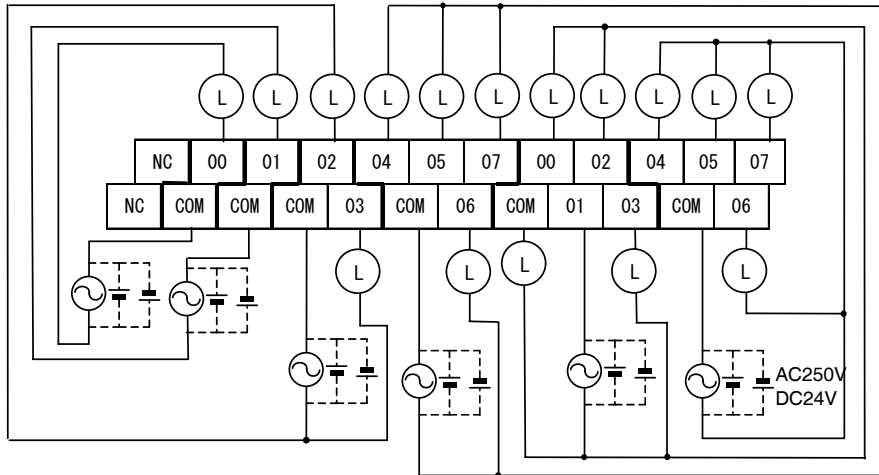 L L L L L L L L L L L
NC 00 01 02 04 05 07 00 02 04 05 07
NC COM COM COM 03 COM 06 COM 01 03 COM 06
L L L L L
AC250V
DC24V